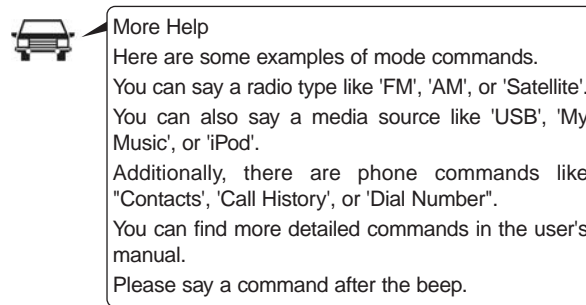 More Help
Here are some examples of mode commands.
You can say a radio type like 'FM', 'AM', or 'Satellite'.
You can also say a media source like 'USB', 'My
Music', or 'iPod'.
Additionally, there are phone commands like
"Contacts', 'Call History', or 'Dial Number".
You can find more detailed commands in the user's
manual.
Please say a command after the beep.